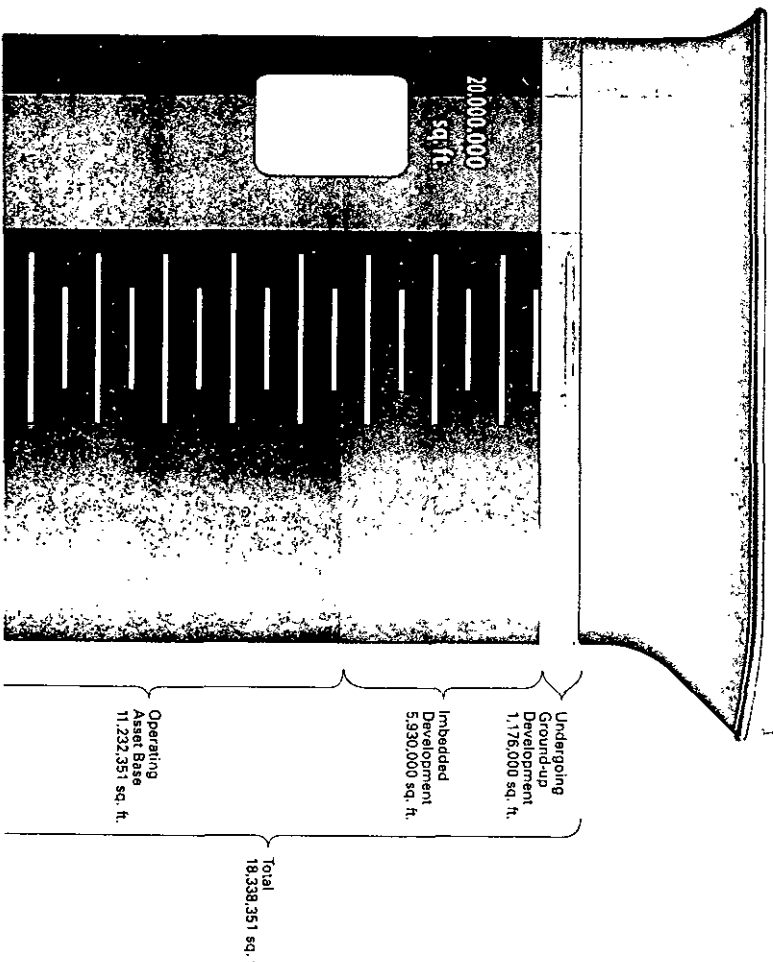 20,000,000
sq. ft.
Undergoing
Ground-up
Development
1,176,000 sq. ft.
Imbedded
Development
5,930,000 sq. ft.
Operating
Asset Base
11,232,351 sq. ft.
Total
18,338,351 sq.